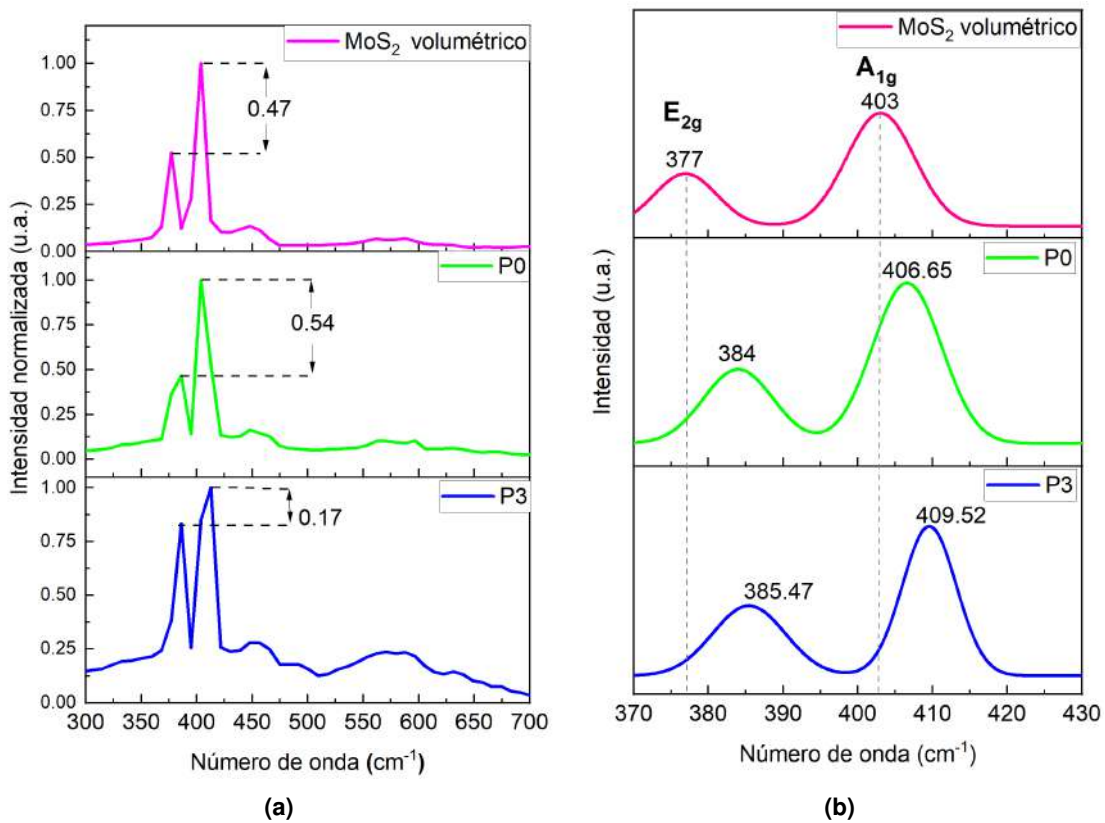 MoS2 volumétrico
1.00
0.75
0.50
0.25
0.00
0.47
P0
1.00
0.75
0.50
0.25
0.00
0.54
P3
1.00
0.75
0.50
0.25
0.00
0.17
Intensidad normalizada (u.a.)
300 350 400 450 500 550 600 650 700
Número de onda (cm-1)
(a)
MoS2 volumétrico
E2g
377
A1g
403
P0
384
406.65
P3
385.47
409.52
Intensidad (u.a.)
370 380 390 400 410 420 430
Número de onda (cm-1)
(b)